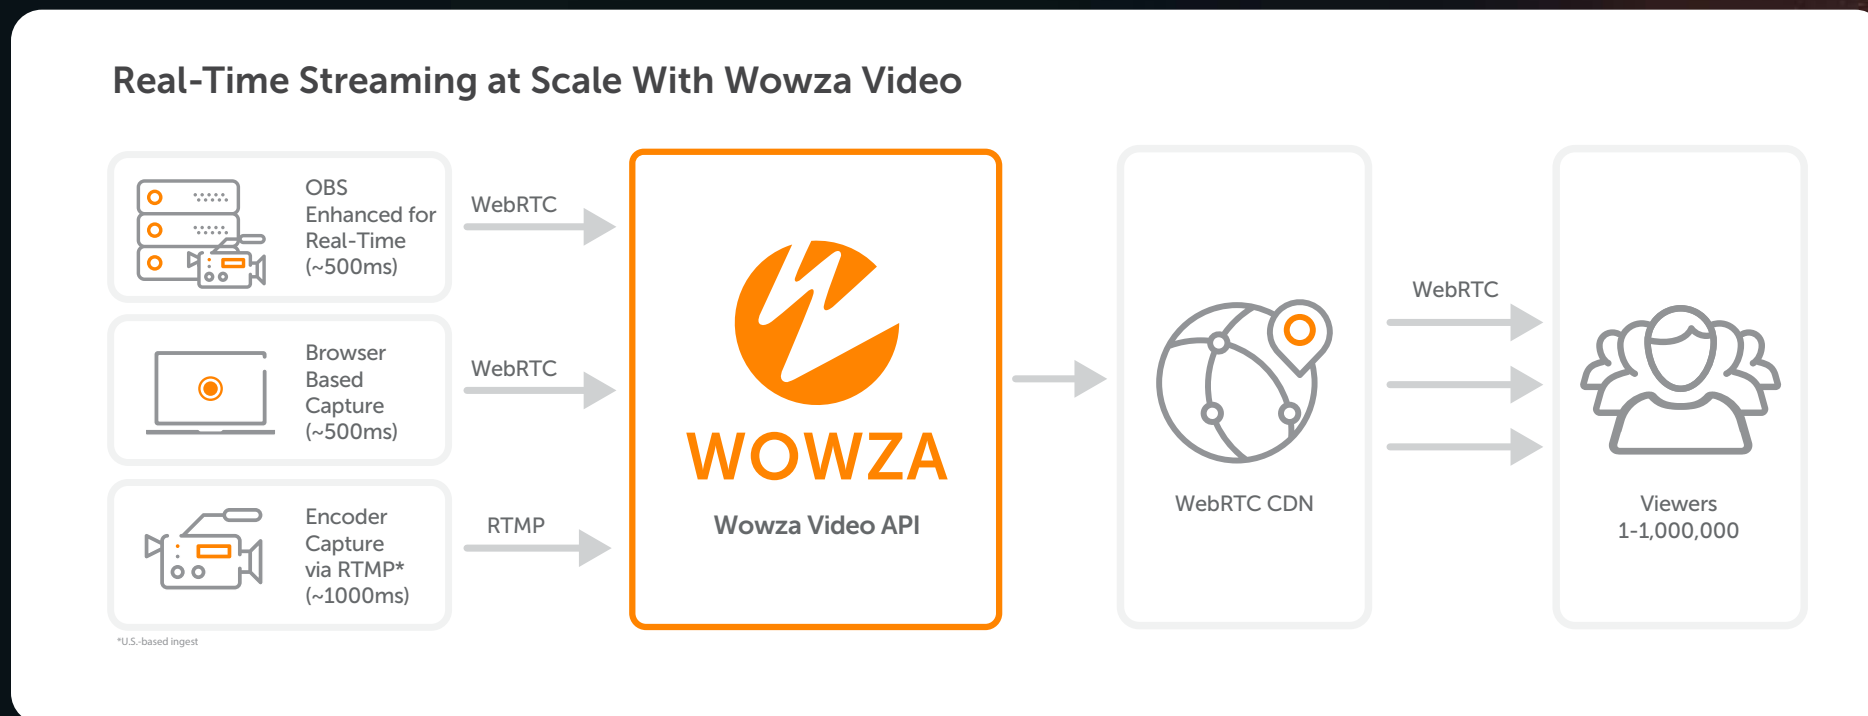 Real-Time Streaming at Scale With Wowza Video
OBS
Enhanced for
Real-Time
(~500ms)
WebRTC
Browser
Based
Capture
(~500ms)
WebRTC
Encoder
Capture
via RTMP*
(~1000ms)
RTMP
*U.S.-based ingest
WOWZA
Wowza Video API
WebRTC CDN
WebRTC
Viewers
1-1,000,000